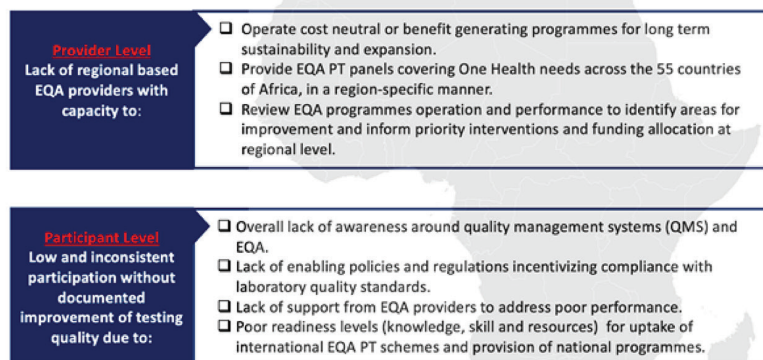 Provider Level
Lack of regional based
EQA providers with
capacity to:
❑ Operate cost neutral or benefit generating programmes for long term
sustainability and expansion.
❑ Provide EQA PT panels covering One Health needs across the 55 countries
of Africa, in a region-specific manner.
❑ Review EQA programmes operation and performance to identify areas for
improvement and inform priority interventions and funding allocation at
regional level.
Participant Level
Low and inconsistent
participation without
documented
improvement of testing
quality due to:
❑ Overall lack of awareness around quality management systems (QMS) and
EQA.
❑ Lack of enabling policies and regulations incentivizing compliance with
laboratory quality standards.
❑ Lack of support from EQA providers to address poor performance.
❑ Poor readiness levels (knowledge, skill and resources) for uptake of
international EQA PT schemes and provision of national programmes.